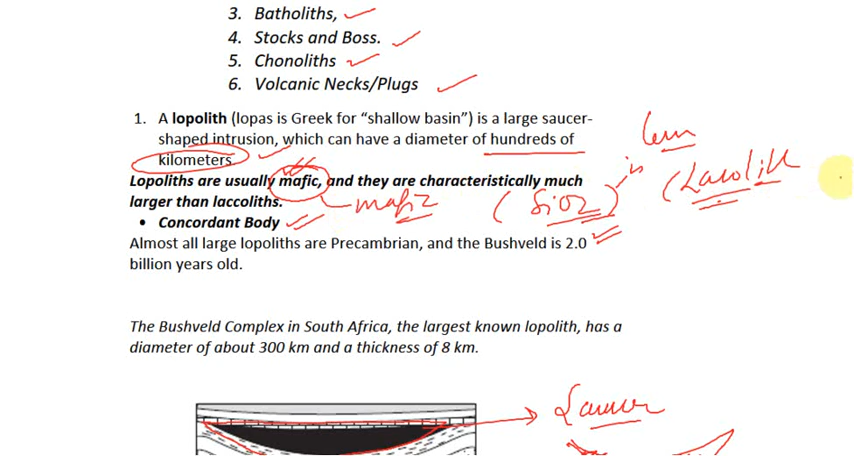 3. Batholiths,
4. Stocks and Boss.
5. Chonoliths
6. Volcanic Necks/Plugs
1. A lopolith (lopas is Greek for “shallow basin”) is a large saucer-
shaped intrusion, which can have a diameter of hundreds of
kilometers.
Lopoliths are usually mafic, and they are characteristically much
larger than laccoliths.
mafic
(SiO2)
is
• Concordant Body
Almost all large lopoliths are Precambrian, and the Bushveld is 2.0
billion years old.
The Bushveld Complex in South Africa, the largest known lopolith, has a
diameter of about 300 km and a thickness of 8 km.